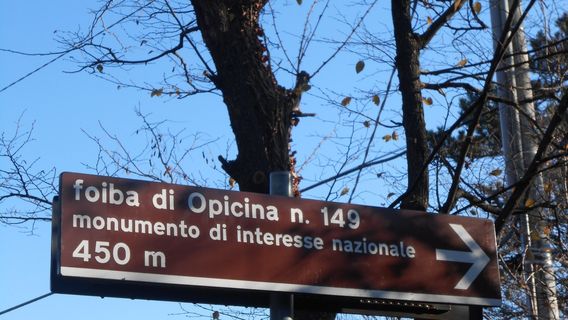 foiba di Opicina n. 149
monumento di interesse nazionale
450 m